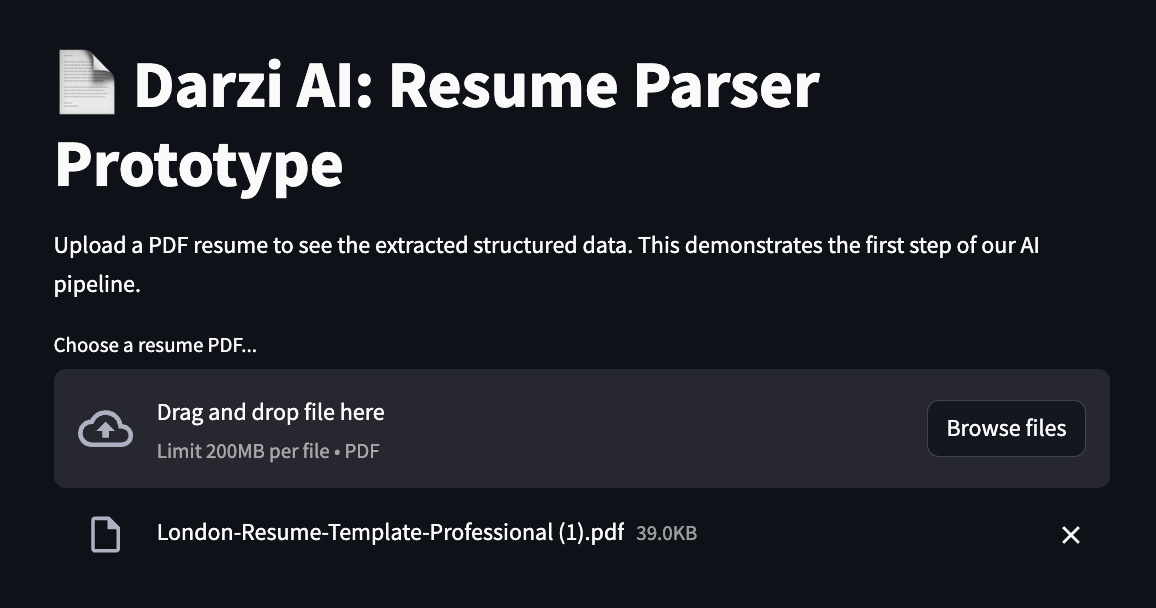 Darzi AI: Resume Parser
Prototype
Upload a PDF resume to see the extracted structured data. This demonstrates the first step of our AI
pipeline.
Choose a resume PDF...
Drag and drop file here
Limit 200MB per file • PDF
Browse files
London-Resume-Template-Professional (1).pdf 39.0KB